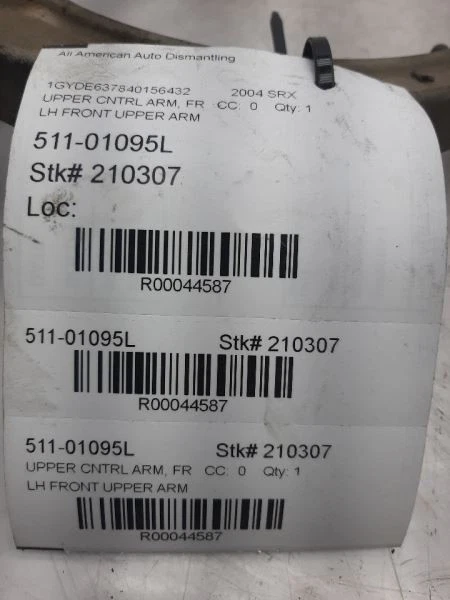 All American Auto Dismantling
1GYDE637840156432 2004 SRX
UPPER CNTRL ARM, FR CC: 0 Qty: 1
LH FRONT UPPER ARM
511-01095L
Stk# 210307
Loc:
R00044587
511-01095L Stk# 210307
R00044587
511-01095L Stk# 210307
UPPER CNTRL ARM, FR CC: 0 Qty: 1
LH FRONT UPPER ARM
R00044587